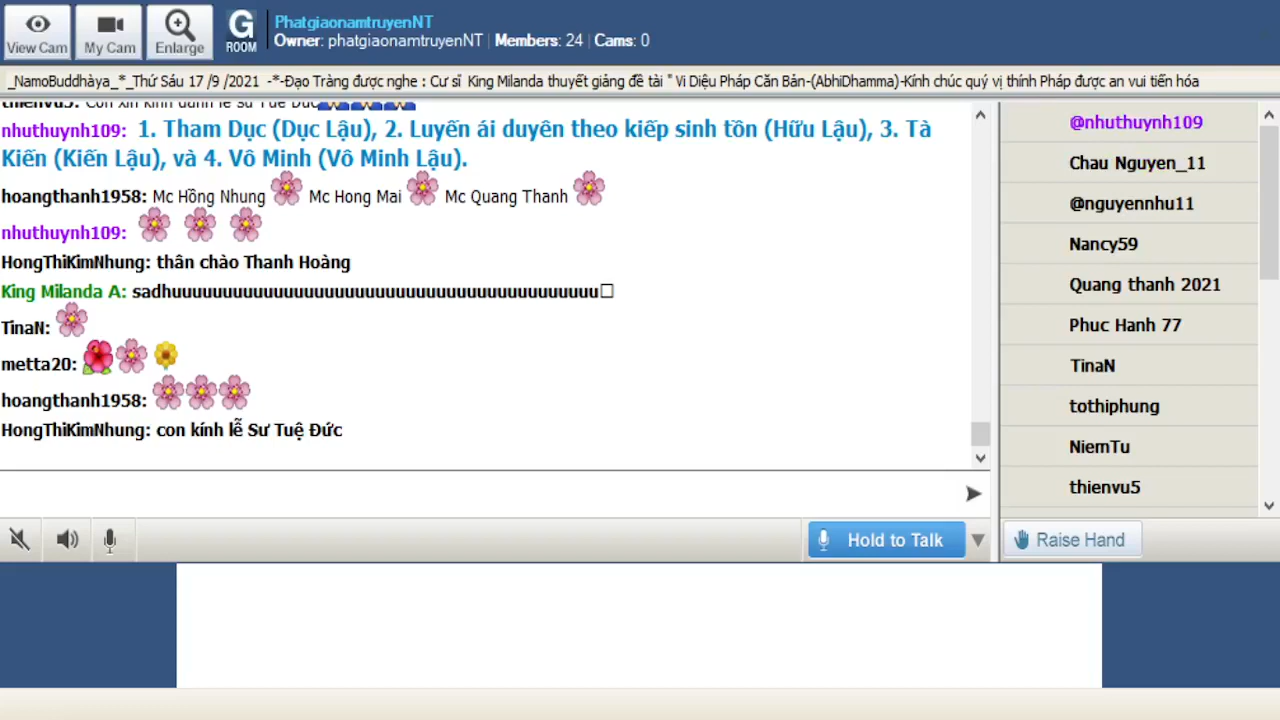 View Cam
My Cam
Enlarge
G
ROOM
PhatgiaonamtruyenNT
Owner: phatgiaonamtruyenNT | Members: 24 | Cams: 0
_NamoBuddhàya_*_Thứ Sáu 17 /9 /2021 -*-Đạo Tràng được nghe : Cư sĩ King Milanda thuyết giảng đề tài " Vi Diệu Pháp Căn Bản-(AbhiDhamma)-Kính chúc quý vị thính Pháp được an vui tiến hóa
nhuthuynh109: 1. Tham Dục (Dục Lậu), 2. Luyến ái duyên theo kiếp sinh tồn (Hữu Lậu), 3. Tà
Kiến (Kiến Lậu), và 4. Vô Minh (Vô Minh Lậu).
hoangthanh1958: Mc Hồng Nhung Mc Hong Mai Mc Quang Thanh
nhuthuynh109:
HongThiKimNhung: thân chào Thanh Hoàng
King Milanda A: sadhuuuuuuuuuuuuuuuuuuuuuuuuuuuuuuuuuuuuuuuuu
TinaN:
metta20:
hoangthanh1958:
HongThiKimNhung: con kính lễ Sư Tuệ Đức
@nhuthuynh109
Chau Nguyen_11
@nguyennhu11
Nancy59
Quang thanh 2021
Phuc Hanh 77
TinaN
tothiphung
NiemTu
thienvu5
Hold to Talk
Raise Hand